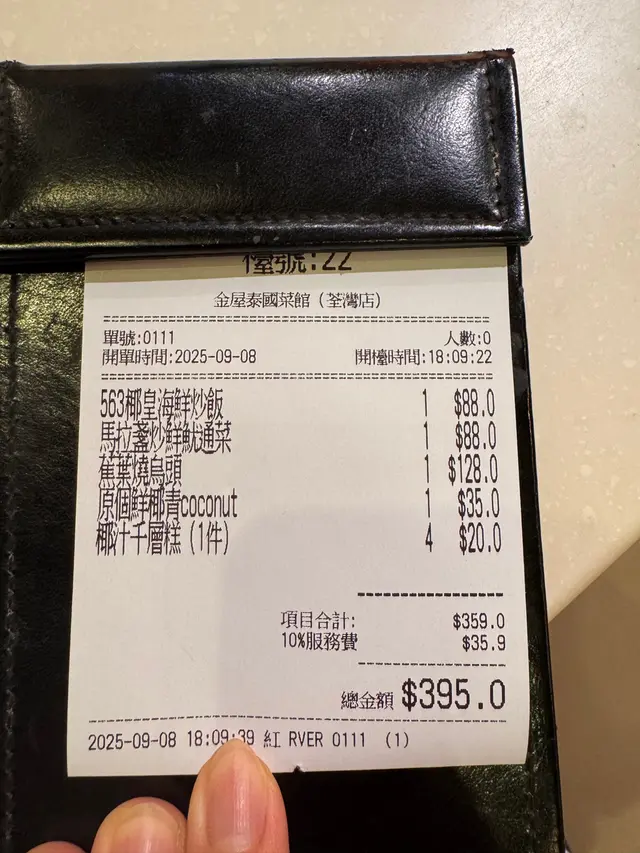 檯號:22
金屋泰國菜館（荃灣店）
單號:0111 人數:0
開單時間:2025-09-08 開檯時間:18:09:22
563椰皇海鮮炒飯 1 $88.0
馬拉盞炒鮮魷通菜 1 $88.0
蕉葉燒烏頭 1 $128.0
原個鮮椰青coconut 1 $35.0
椰汁千層糕（1件） 4 $20.0
項目合計: $359.0
10%服務費 $35.9
總金額 $395.0
2025-09-08 18:09:39 紅 RVER 0111 (1)